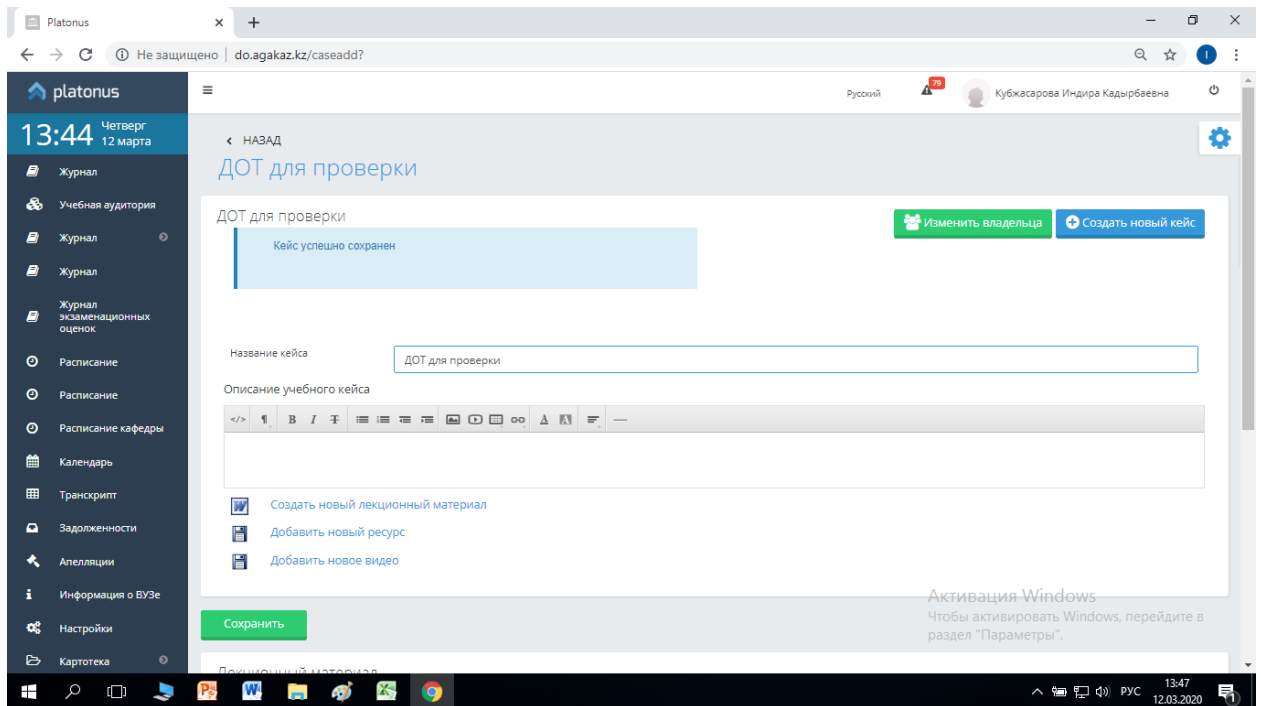 Platonus
Не защищено | do.agakaz.kz/caseadd?
I
platonus
Русский
79
Кубжасарова Индира Кадырбаевна
13:44
Четверг
12 марта
Журнал
Учебная аудитория
Журнал
Журнал
Журнал
экзаменационных
оценок
Расписание
Расписание
Расписание кафедры
Календарь
Транскрипт
Задолженности
Апелляции
Информация о ВУЗе
Настройки
Картотека
НАЗАД
ДОТ для проверки
ДОТ для проверки
Изменить владельца
Создать новый кейс
Кейс успешно сохранен
Название кейса
ДОТ для проверки
Описание учебного кейса
Создать новый лекционный материал
Добавить новый ресурс
Добавить новое видео
Сохранить
Лекционный материал
Активация Windows
Чтобы активировать Windows, перейдите в
раздел "Параметры".
РУС
13:47
12.03.2020